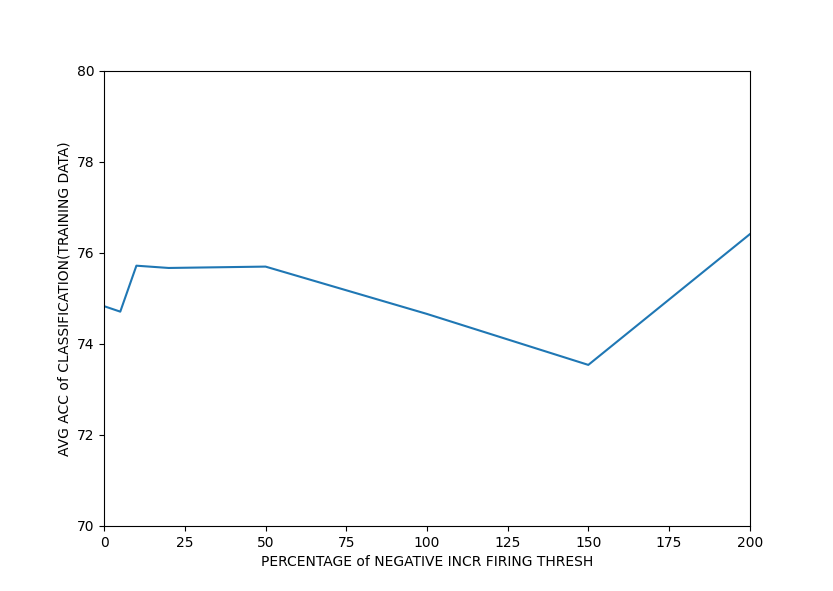 AVG ACC of CLASSIFICATION(TRAINING DATA)
80
78
76
74
72
70
0 25 50 75 100 125 150 175 200
PERCENTAGE of NEGATIVE INCR FIRING THRESH